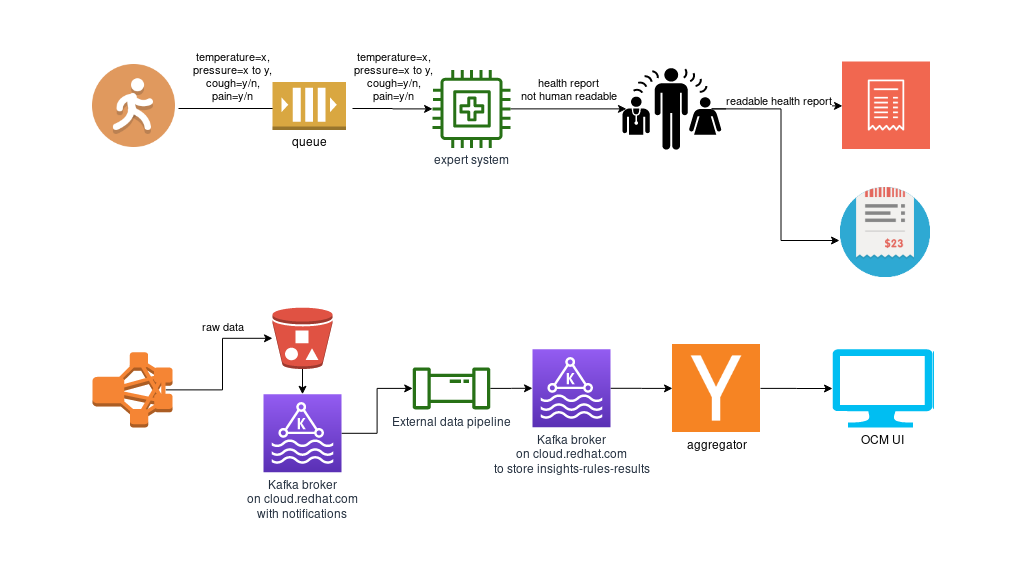 temperature=x,
pressure=x to y,
cough=y/n,
pain=y/n
temperature=x,
pressure=x to y,
cough=y/n,
pain=y/n
health report
not human readable
readable health report
queue
expert system
$23
raw data
K
K
External data pipeline
Kafka broker
on cloud.redhat.com
to store insights-rules-results
Y
aggregator
OCM UI
Kafka broker
on cloud.redhat.com
with notifications